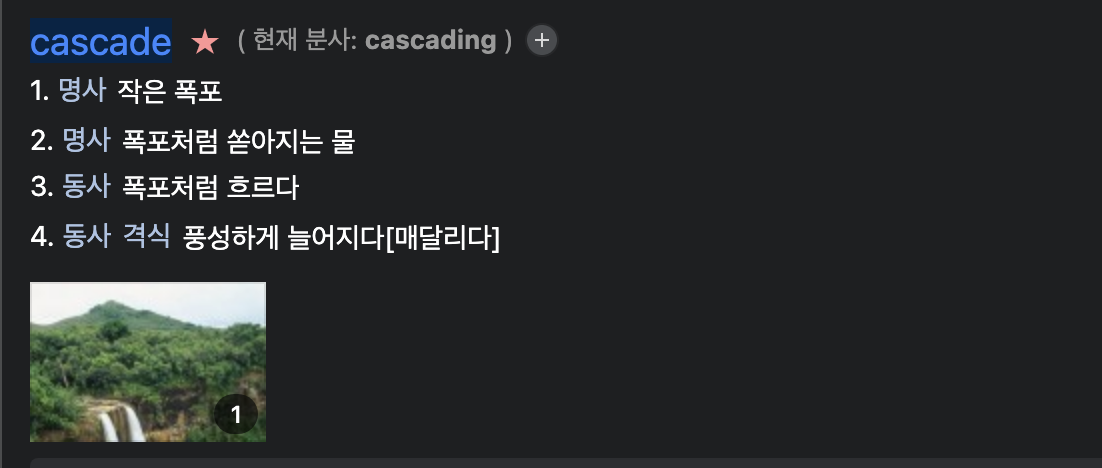 cascade ★ ( 현재 분사: cascading ) +
1. 명사 작은 폭포
2. 명사 폭포처럼 쏟아지는 물
3. 동사 폭포처럼 흐르다
4. 동사 격식 풍성하게 늘어지다[매달리다]
1